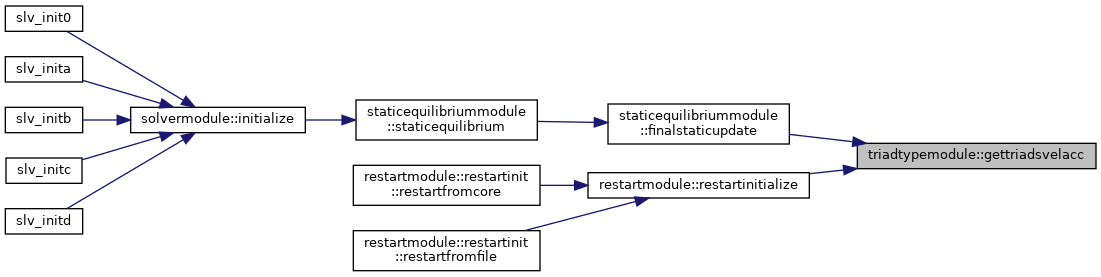 slv_init0
slv_inita
slv_initb
slv_initc
slv_initd
solvermodule::initialize
staticequilibriummodule
::staticequilibrium
restartmodule::restartinit
::restartfromcore
restartmodule::restartinit
::restartfromfile
staticequilibriummodule
::finalstaticupdate
restartmodule::restartinitialize
triadtypemodule::gettriadsvelacc